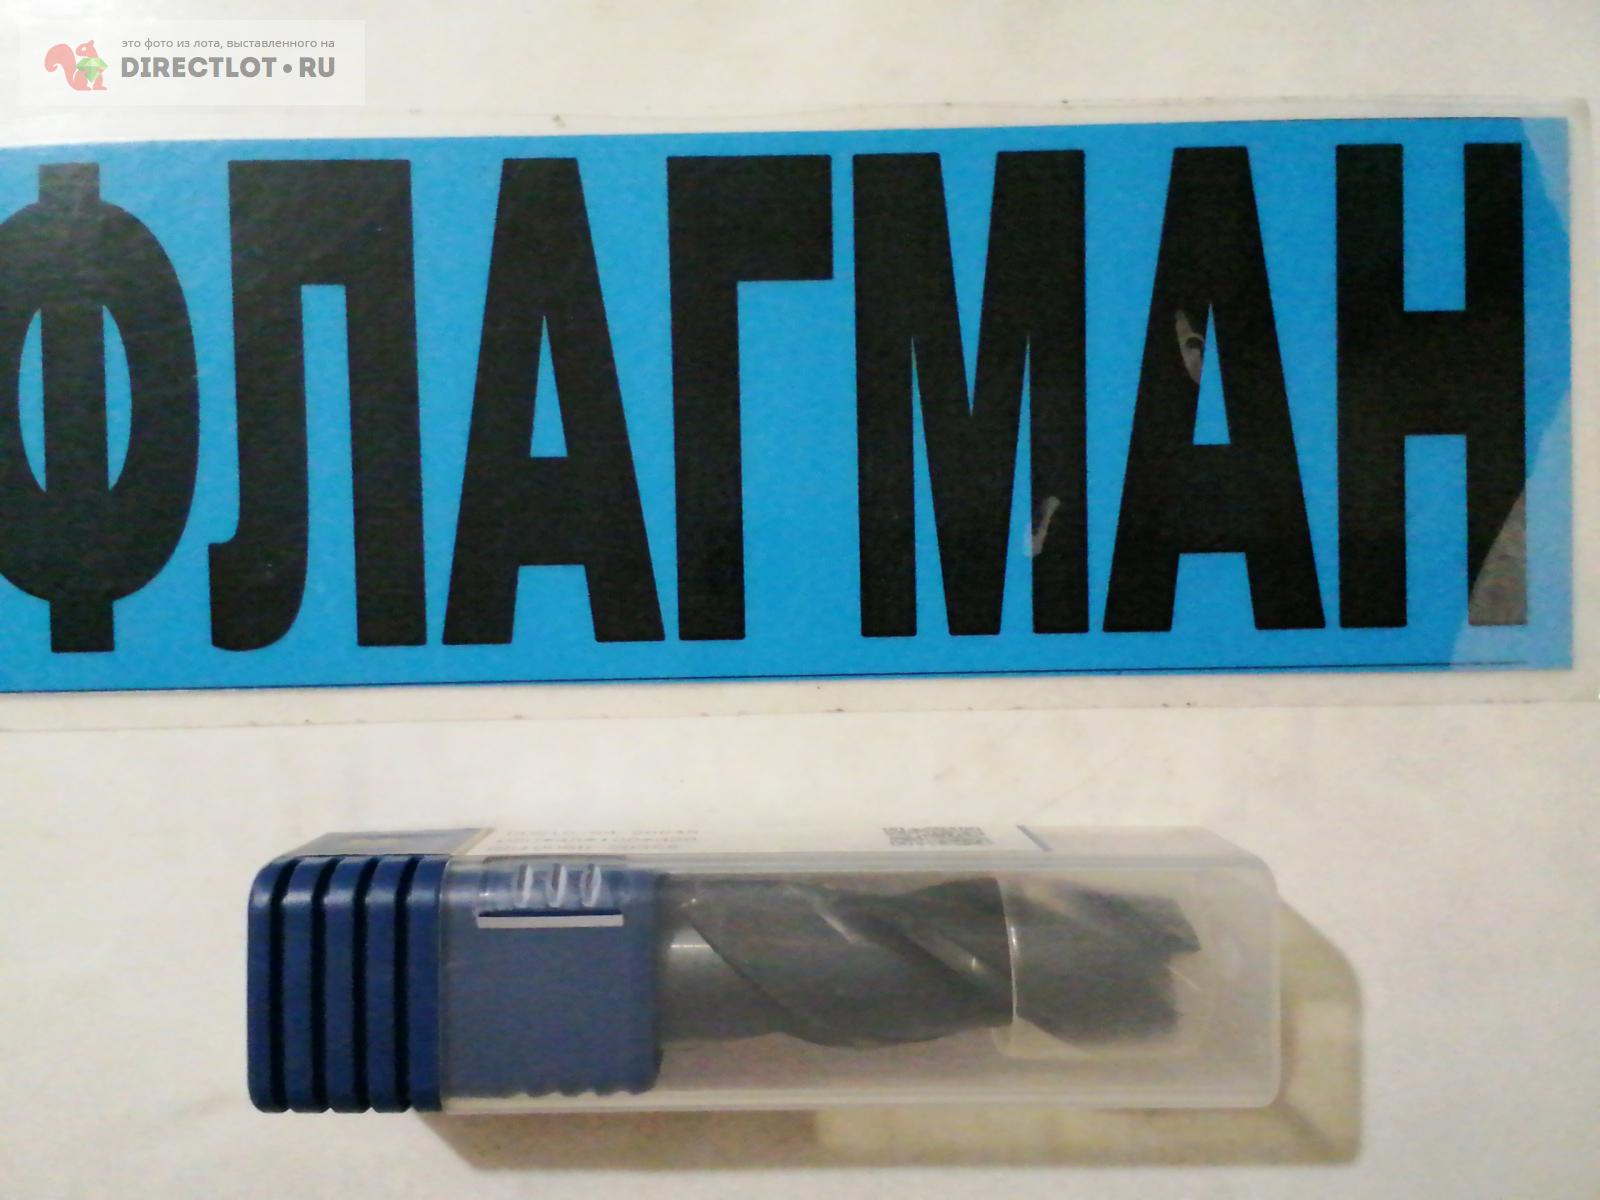 это фото из лота, выставленного на
DIRECTLOT•RU
ФЛАГМАН